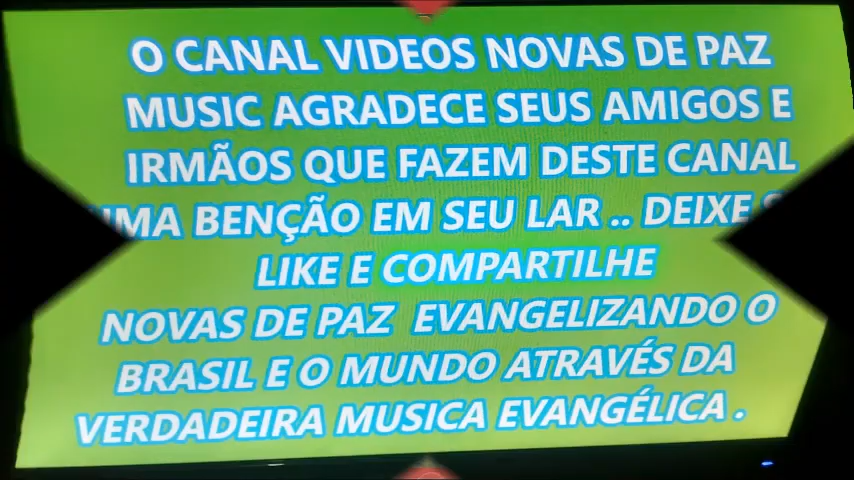 O CANAL VIDEOS NOVAS DE PAZ
MUSIC AGRADECE SEUS AMIGOS E
IRMÃOS QUE FAZEM DESTE CANAL
UMA BENÇÃO EM SEU LAR .. DEIXE
LIKE E COMPARTILHE
NOVAS DE PAZ EVANGELIZANDO O
BRASIL E O MUNDO ATRAVÉS DA
VERDADEIRA MUSICA EVANGÉLICA .